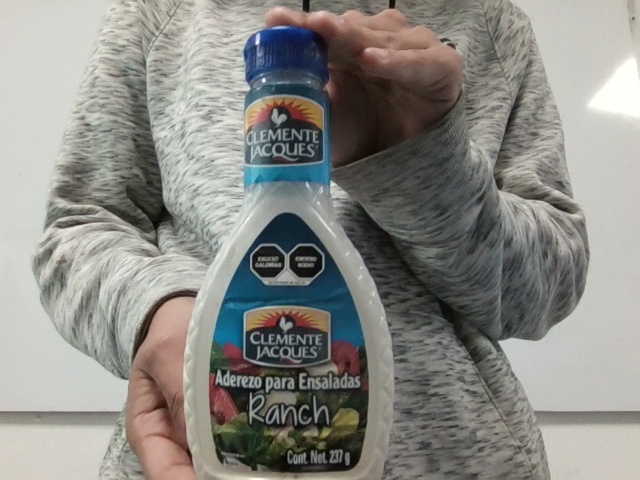 CLEMENTE
JACQUES
EXCESO
CALORÍAS
EXCESO
SODIO
CLEMENTE
JACQUES
Aderezo para Ensaladas
Ranch
Cont. Net. 237 g